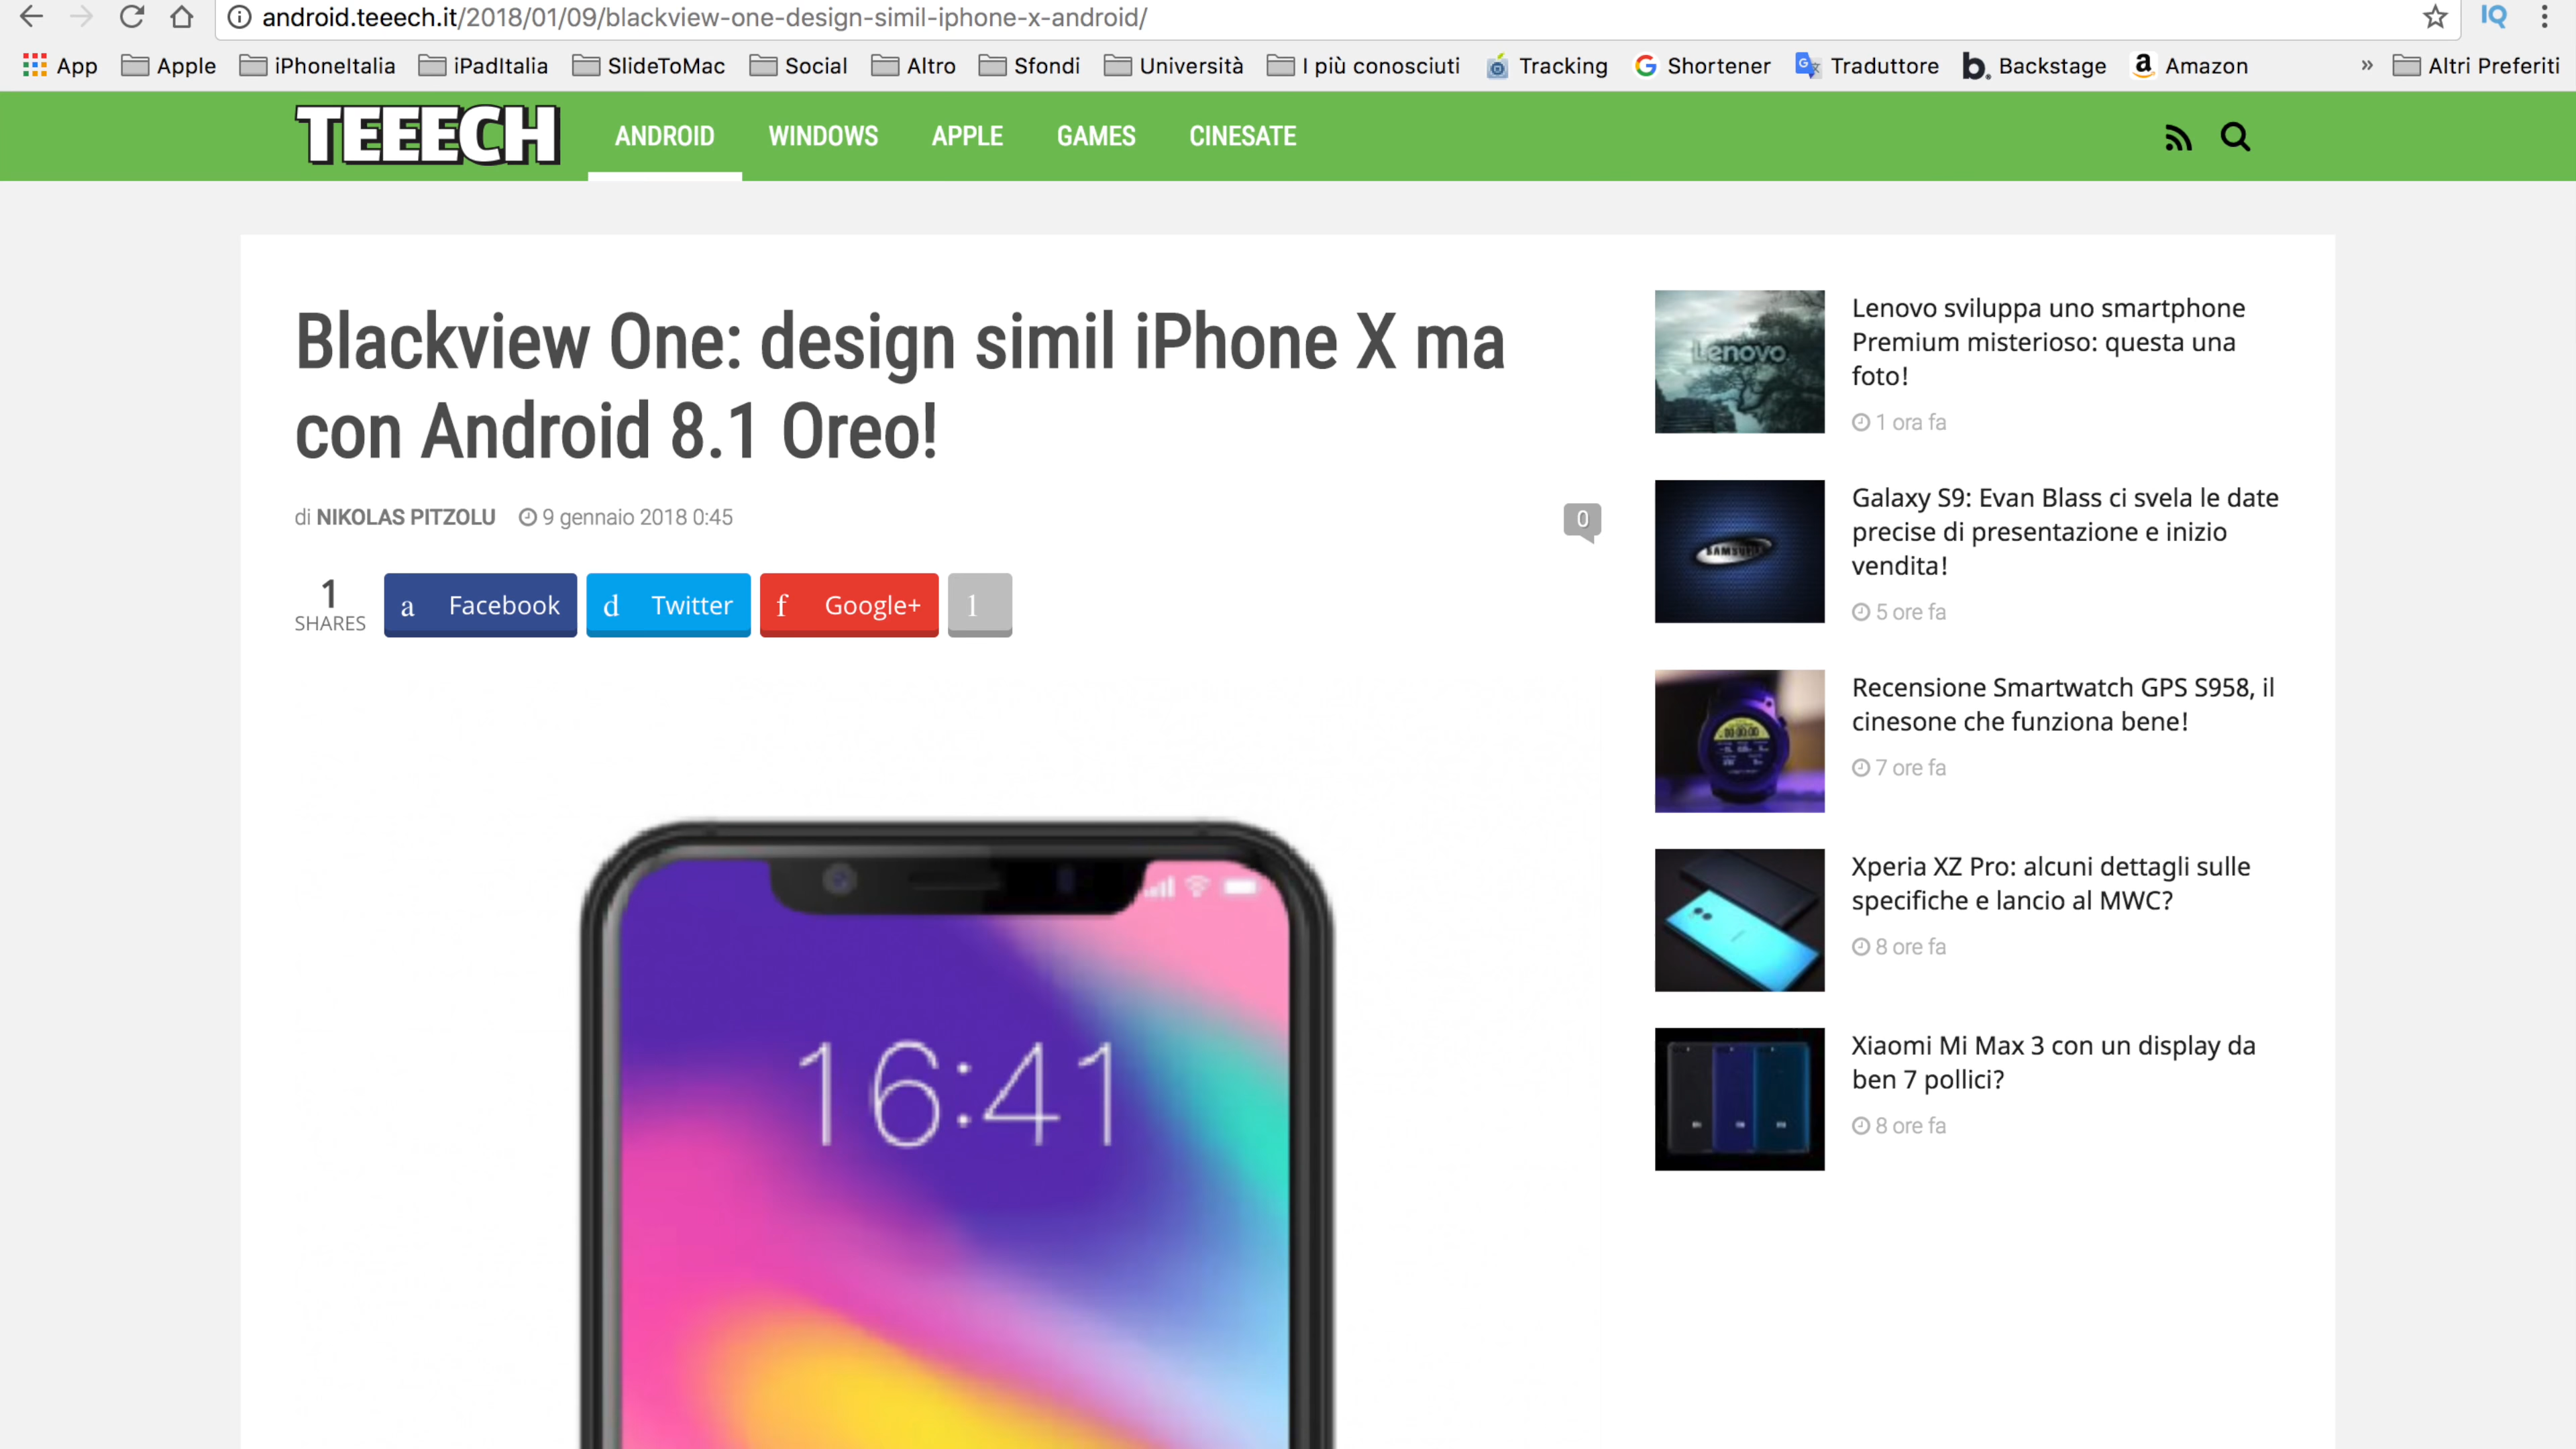 android.teeech.it/2018/01/09/blackview-one-design-simil-iphone-x-android/
IQ
App Apple iPhoneItalia iPadItalia SlideToMac Social Altro Sfondi Università I più conosciuti Tracking Shortener Traduttore b. Backstage a Amazon » Altri Preferiti
TEEECH ANDROID WINDOWS APPLE GAMES CINESATE
Blackview One: design simil iPhone X ma
con Android 8.1 Oreo!
di NIKOLAS PITZOLU 9 gennaio 2018 0:45
0
1
SHARES
a Facebook d Twitter f Google+ 1
16:41
Lenovo
Lenovo sviluppa uno smartphone
Premium misterioso: questa una
foto!
1 ora fa
SAMSUNG
Galaxy S9: Evan Blass ci svela le date
precise di presentazione e inizio
vendita!
5 ore fa
Recensione Smartwatch GPS S958, il
cinesone che funziona bene!
7 ore fa
Xperia XZ Pro: alcuni dettagli sulle
specifiche e lancio al MWC?
8 ore fa
Xiaomi Mi Max 3 con un display da
ben 7 pollici?
8 ore fa